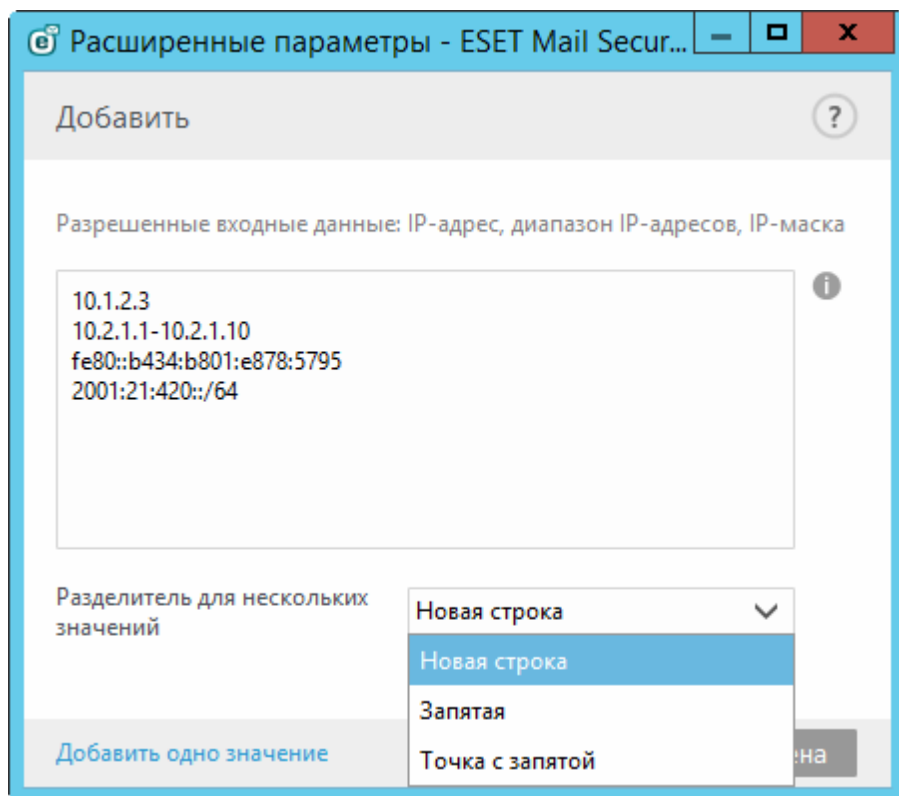 Расширенные параметры - ESET Mail Secur...
Добавить
?
Разрешенные входные данные: IP-адрес, диапазон IP-адресов, IP-маска
10.1.2.3
10.2.1.1-10.2.1.10
fe80::b434:b801:e878:5795
2001:21:420::/64
Разделитель для нескольких
значений
Новая строка
Новая строка
Запятая
Точка с запятой
Добавить одно значение